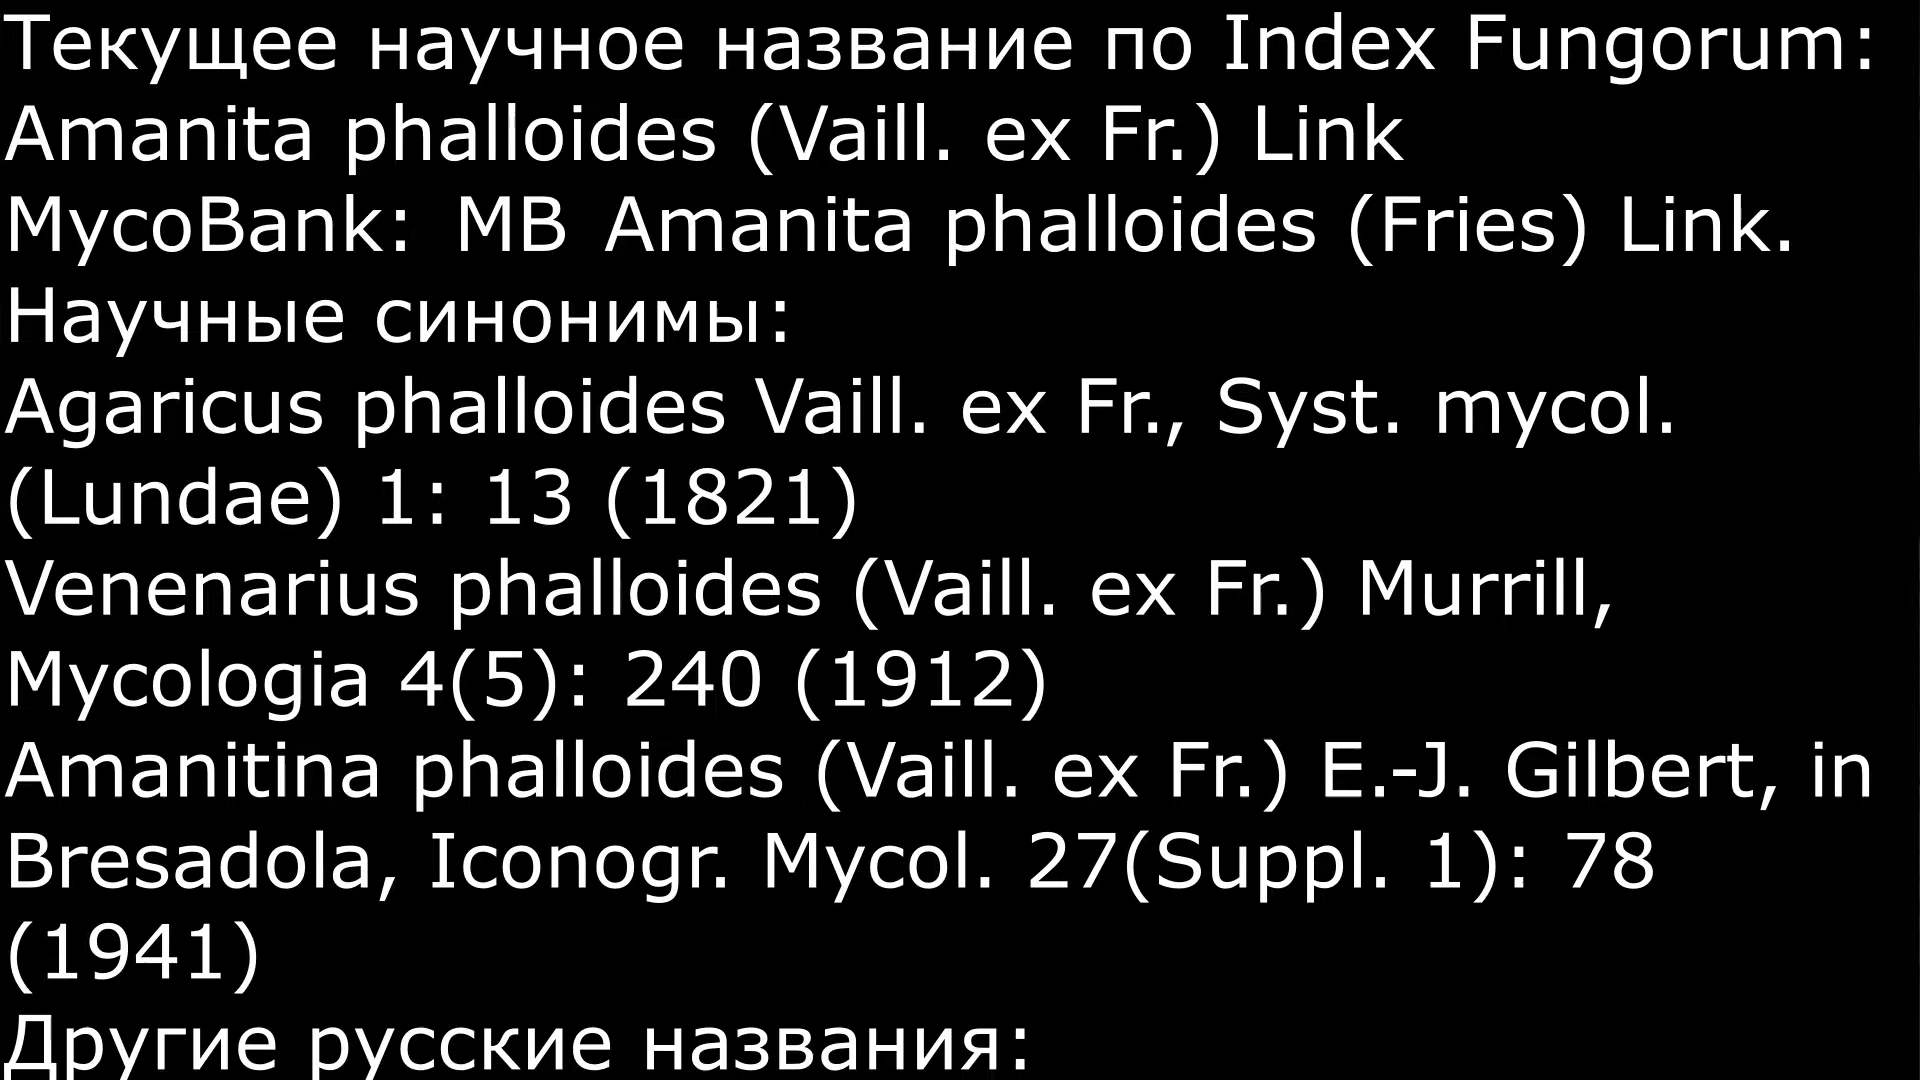 Текущее научное название по Index Fungorum:
Amanita phalloides (Vaill. ex Fr.) Link
MycoBank: MB Amanita phalloides (Fries) Link.
Научные синонимы:
Agaricus phalloides Vaill. ex Fr., Syst. mycol.
(Lundae) 1: 13 (1821)
Venenarius phalloides (Vaill. ex Fr.) Murrill,
Mycologia 4(5): 240 (1912)
Amanitina phalloides (Vaill. ex Fr.) E.-J. Gilbert, in
Bresadola, Iconogr. Mycol. 27(Suppl. 1): 78
(1941)
Другие русские названия: